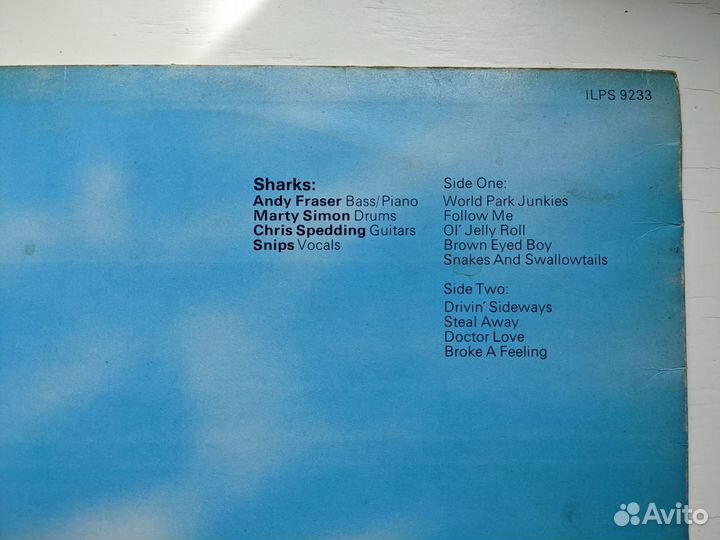 ILPS 9233
Sharks:
Andy Fraser Bass/Piano
Marty Simon Drums
Chris Spedding Guitars
Snips Vocals
Side One:
World Park Junkies
Follow Me
Ol' Jelly Roll
Brown Eyed Boy
Snakes And Swallowtails
Side Two:
Drivin' Sideways
Steal Away
Doctor Love
Broke A Feeling
Avito